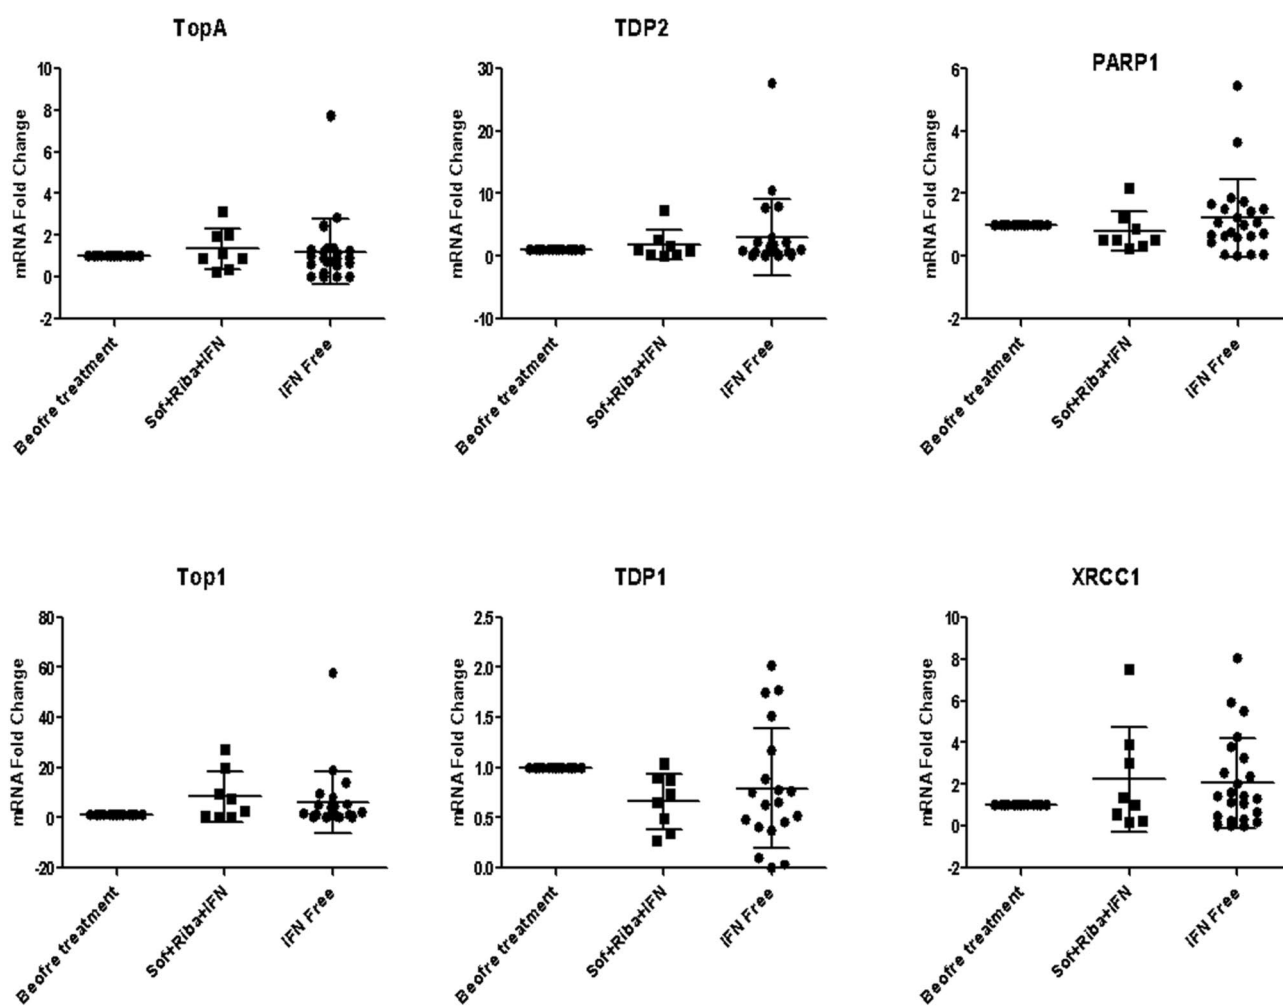 TopA
mRNA Fold Change
10
8
6
4
2
0
-2
Beofre treatment
Sof+Riba+IFN
IFN Free
TDP2
mRNA Fold Change
30
20
10
0
-10
Beofre treatment
Sof+Riba+IFN
IFN Free
PARP1
mRNA Fold Change
6
4
2
0
-2
Beofre treatment
Sof+Riba+IFN
IFN Free
Top1
mRNA Fold Change
80
60
40
20
0
-20
Beofre treatment
Sof+Riba+IFN
IFN Free
TDP1
mRNA Fold Change
2.5
2.0
1.5
1.0
0.5
0.0
Beofre treatment
Sof+Riba+IFN
IFN Free
XRCC1
mRNA Fold Change
10
8
6
4
2
0
-2
Beofre treatment
Sof+Riba+IFN
IFN Free